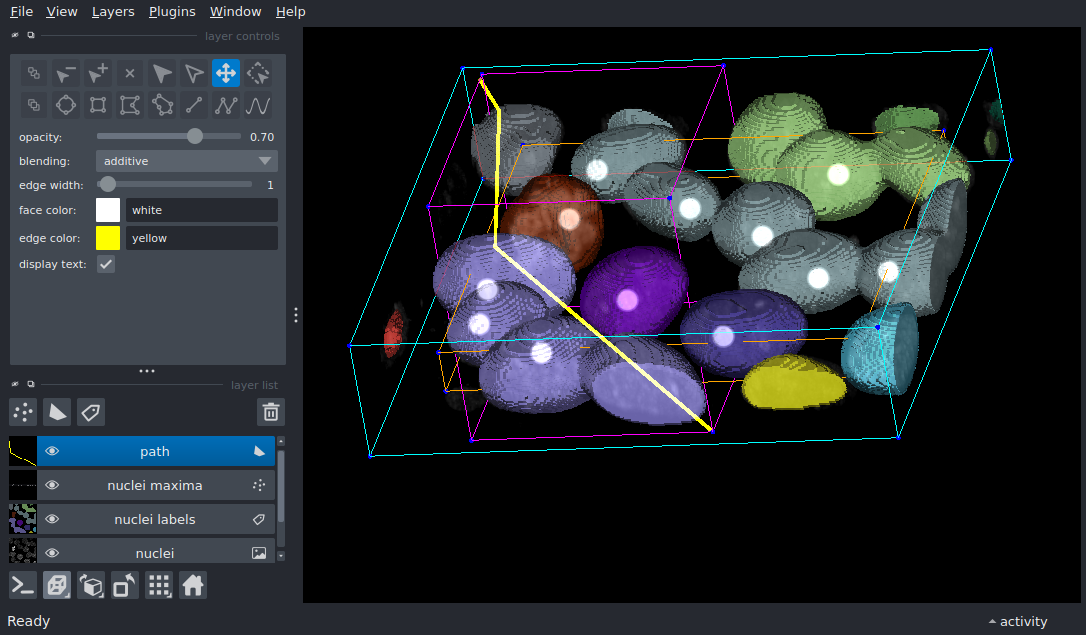 File View Layers Plugins Window Help
layer controls
opacity: 0.70
blending: additive
edge width: 1
face color: white
edge color: yellow
display text:
layer list
path
nuclei maxima
nuclei labels
nuclei
Ready activity